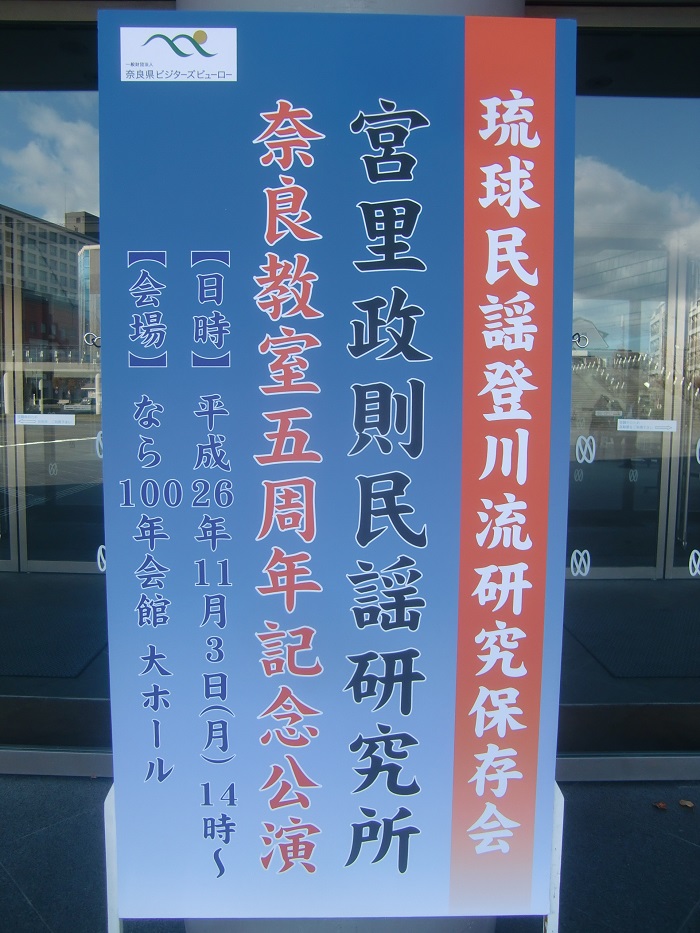 琉球民謡登川流研究保存会
宮里政則民謡研究所
奈良教室五周年記念公演
【日時】 平成26年11月3日(月) 14時~
【会場】 なら100年会館 大ホール
一般財団法人
奈良県ビジターズビューロー